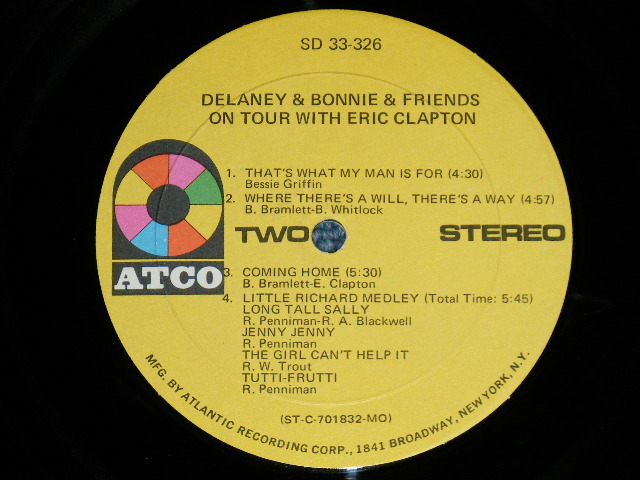 SD 33-326
DELANEY & BONNIE & FRIENDS
ON TOUR WITH ERIC CLAPTON
1. THAT'S WHAT MY MAN IS FOR (4:30)
Bessie Griffin
2. WHERE THERE'S A WILL, THERE'S A WAY (4:57)
B. Bramlett-B. Whitlock
TWO STEREO
ATCO
3. COMING HOME (5:30)
B. Bramlett-E. Clapton
4. LITTLE RICHARD MEDLEY (Total Time: 5:45)
LONG TALL SALLY
R. Penniman-R. A. Blackwell
JENNY JENNY
R. Penniman
THE GIRL CAN'T HELP IT
R. W. Trout
TUTTI-FRUTTI
R. Penniman
(ST-C-701832-MO)
MFG. BY ATLANTIC RECORDING CORP., 1841 BROADWAY, NEW YORK, N.Y.